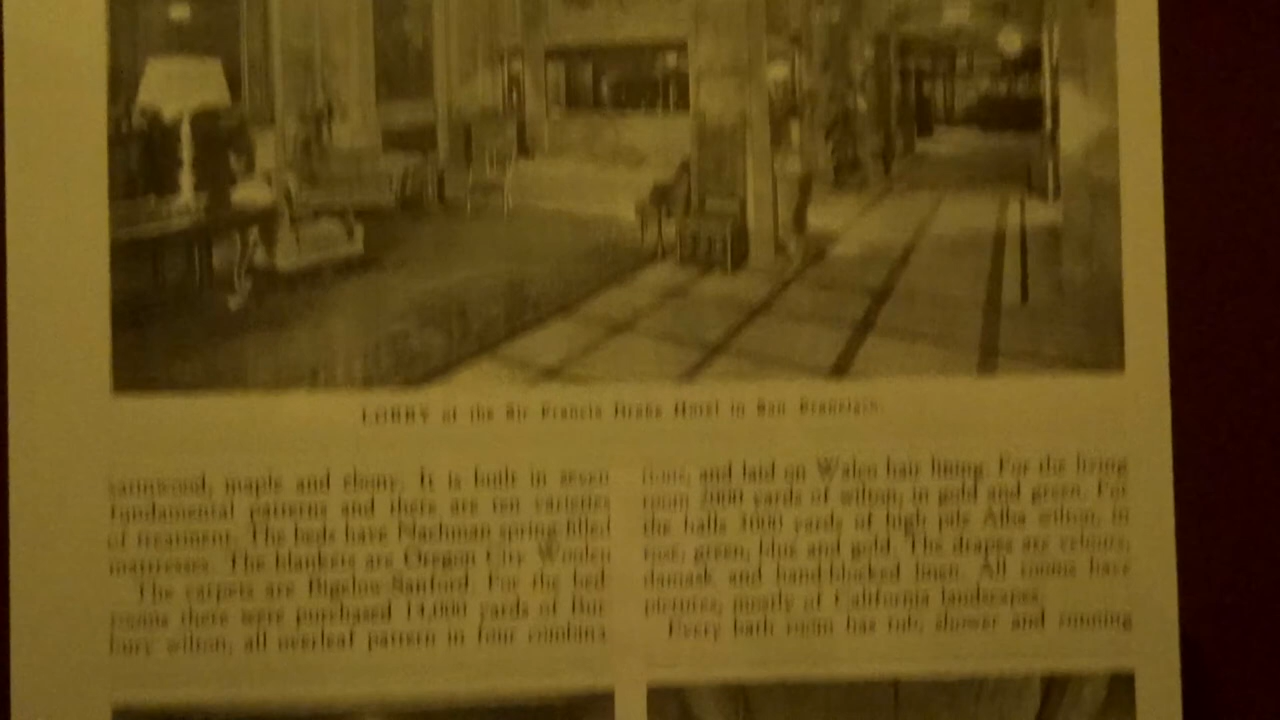 LOBBY of the Sir Francis Drake Hotel in San Francisco.
satinwood, maple and ebony. It is built in seven
fundamental patterns and there are ten varieties
of treatment. The beds have Nachman spring filled
mattresses. The blankets are Oregon City Woolen
The carpets are Bigelow-Sanford. For the bed
rooms there were purchased 14,000 yards of
wilton, all overleaf pattern in four combina
tions, and laid on hair lining. For the living
room 2000 yards of wilton, in gold and green. For
the halls 3000 yards of high pile wilton, in
rose, green, blue and gold. The drapes are velours,
damask and hand-blocked linen. All rooms have
pictures, mostly of California landscapes.
Every bath room has tub, shower and running